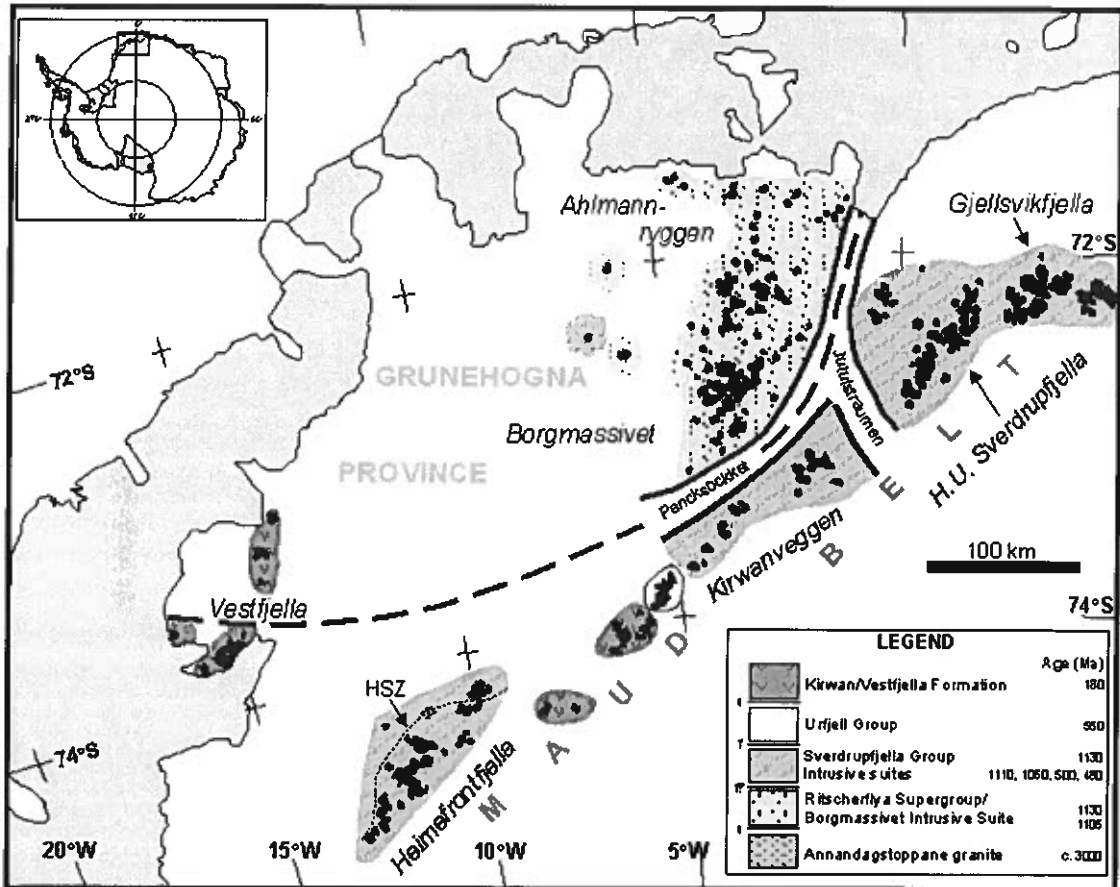 Ahlmann-
ryggen
Gjellsvikfjella
72°S
GRUNEHOGNA
72°S
Jutulstraumen
Borgmassivet
T
L
H.U. Sverdrupfjella
PROVINCE
Pencksökket
E
Kirwanveggen
B
100 km
Vestfjella
74°S
D
HSZ
U
A
74°S
Heimefrontfjella
M
20°W
15°W
10°W
5°W
LEGEND
Age (Ma)
Kirwan/Vestfjella Formation 180
Urfjell Group 550
Sverdrupfjella Group 1130
Intrusive suites 1110, 1050, 500, 480
Ritscherflya Supergroup/ 1130
Borgmassivet Intrusive Suite 1105
Annandagstoppane granite c. 3000